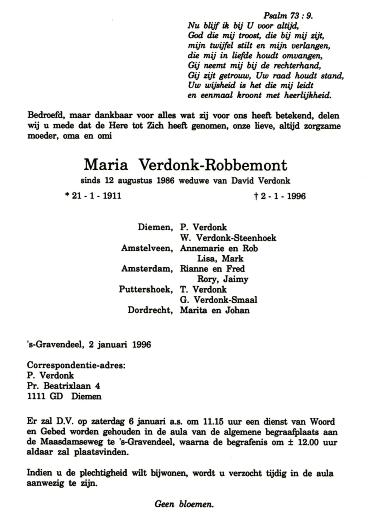 Psalm 73 : 9.
Nu blijf ik bij U voor altijd,
God die mij troost, die bij mij zijt,
mijn twijfel stilt en mijn verlangen,
die mij in liefde houdt omvangen,
Gij neemt mij bij de rechterhand,
Gij zijt getrouw, Uw raad houdt stand,
Uw wijsheid is het die mij leidt
en eenmaal kroont met heerlijkheid.
Bedroefd, maar dankbaar voor alles wat zij voor ons heeft betekend, delen
wij u mede dat de Here tot Zich heeft genomen, onze lieve, altijd zorgzame
moeder, oma en omi
Maria Verdonk-Robbemont
sinds 12 augustus 1986 weduwe van David Verdonk
* 21 - 1 - 1911 † 2 - 1 - 1996
Diemen, P. Verdonk
W. Verdonk-Steenhoek
Amstelveen, Annemarie en Rob
Lisa, Mark
Amsterdam, Rianne en Fred
Rory, Jaimy
Puttershoek, T. Verdonk
G. Verdonk-Smaal
Dordrecht, Marita en Johan
's-Gravendeel, 2 januari 1996
Correspondentie-adres:
P. Verdonk
Pr. Beatrixlaan 4
1111 GD Diemen
Er zal D.V. op zaterdag 6 januari a.s. om 11.15 uur een dienst van Woord
en Gebed worden gehouden in de aula van de algemene begraafplaats aan
de Maasdamseweg te 's-Gravendeel, waarna de begrafenis om ± 12.00 uur
aldaar zal plaatsvinden.
Indien u de plechtigheid wilt bijwonen, wordt u verzocht tijdig in de aula
aanwezig te zijn.
Geen bloemen.